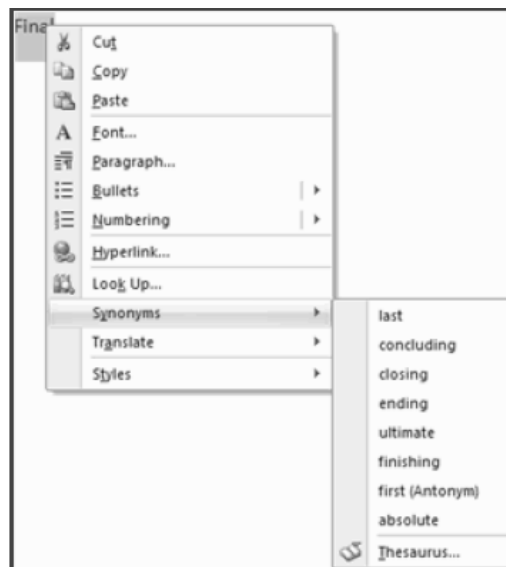 Final
Cut
Copy
Paste
Font...
Paragraph...
Bullets
Numbering
Hyperlink...
Look Up...
Synonyms
Translate
Styles
last
concluding
closing
ending
ultimate
finishing
first (Antonym)
absolute
Thesaurus...